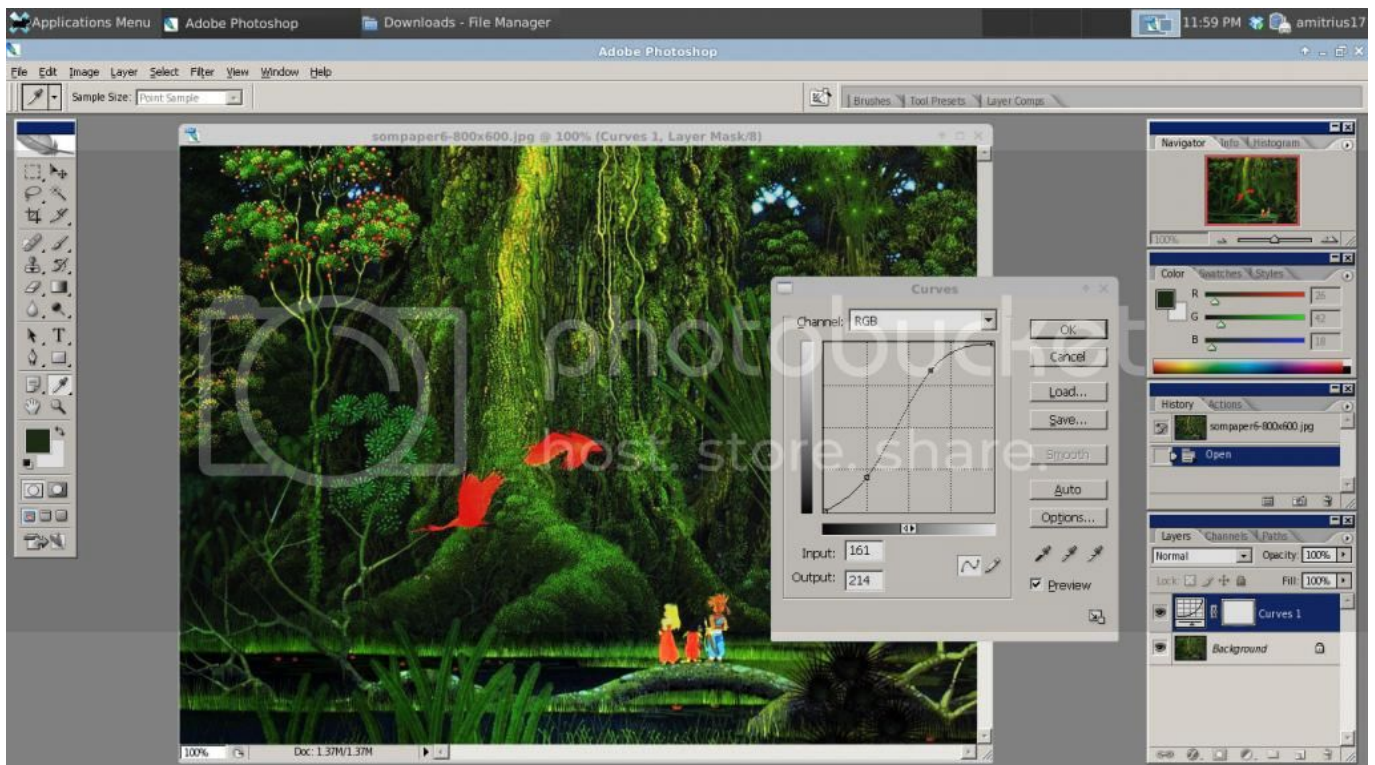 Applications Menu Adobe Photoshop Downloads - File Manager 11:59 PM amitrius17
Adobe Photoshop
File Edit Image Layer Select Filter View Window Help
Sample Size: Point Sample Brushes Tool Presets Layer Comps
sompaper6-800x600.jpg @ 100% (Curves 1, Layer Mask/8)
Navigator Info Histogram
100%
Color Swatches Styles
R 26
G 42
B 18
Curves
Channel: RGB
OK
Cancel
Load...
Save...
Smooth
Auto
Options...
Input: 161
Output: 214
Preview
photobucket
host. store. share.
History Actions
sompaper6-800x600.jpg
Open
Layers Channels Paths
Normal Opacity: 100%
Lock: Fill: 100%
Curves 1
Background
100% Doc: 1.37M/1.37M
T